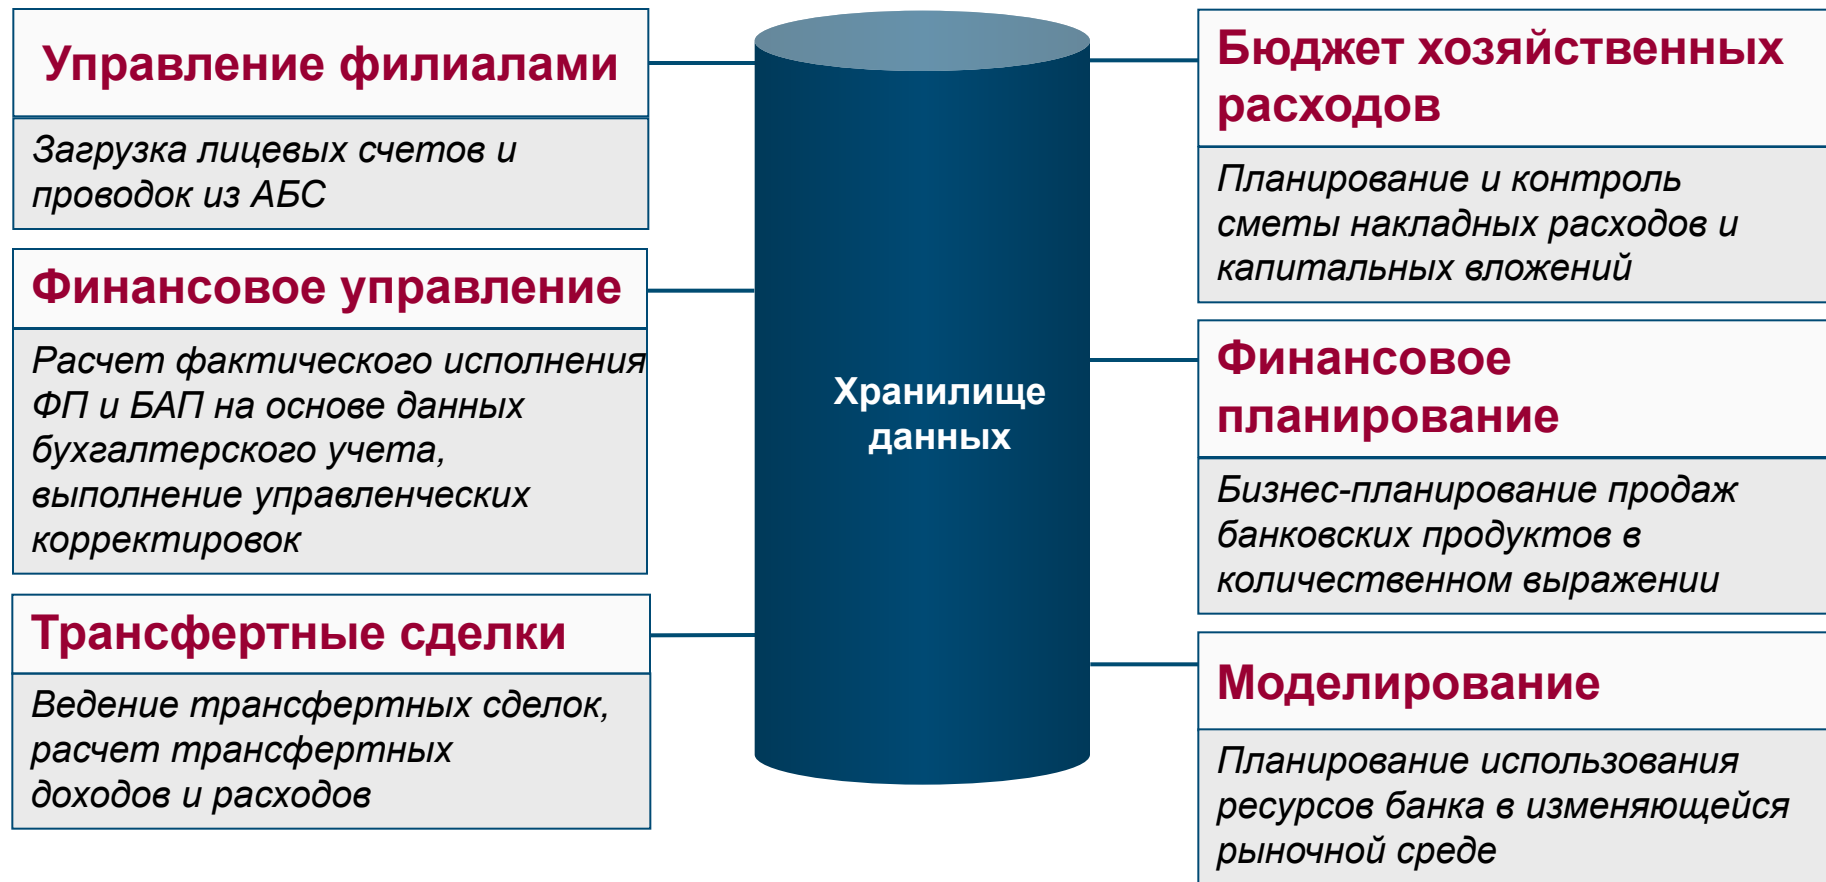 Управление филиалами
Загрузка лицевых счетов и
проводок из АБС
Финансовое управление
Расчет фактического исполнения
ФП и БАП на основе данных
бухгалтерского учета,
выполнение управленческих
корректировок
Трансфертные сделки
Ведение трансфертных сделок,
расчет трансфертных
доходов и расходов
Хранилище
данных
Бюджет хозяйственных
расходов
Планирование и контроль
сметы накладных расходов и
капитальных вложений
Финансовое
планирование
Бизнес-планирование продаж
банковских продуктов в
количественном выражении
Моделирование
Планирование использования
ресурсов банка в изменяющейся
рыночной среде